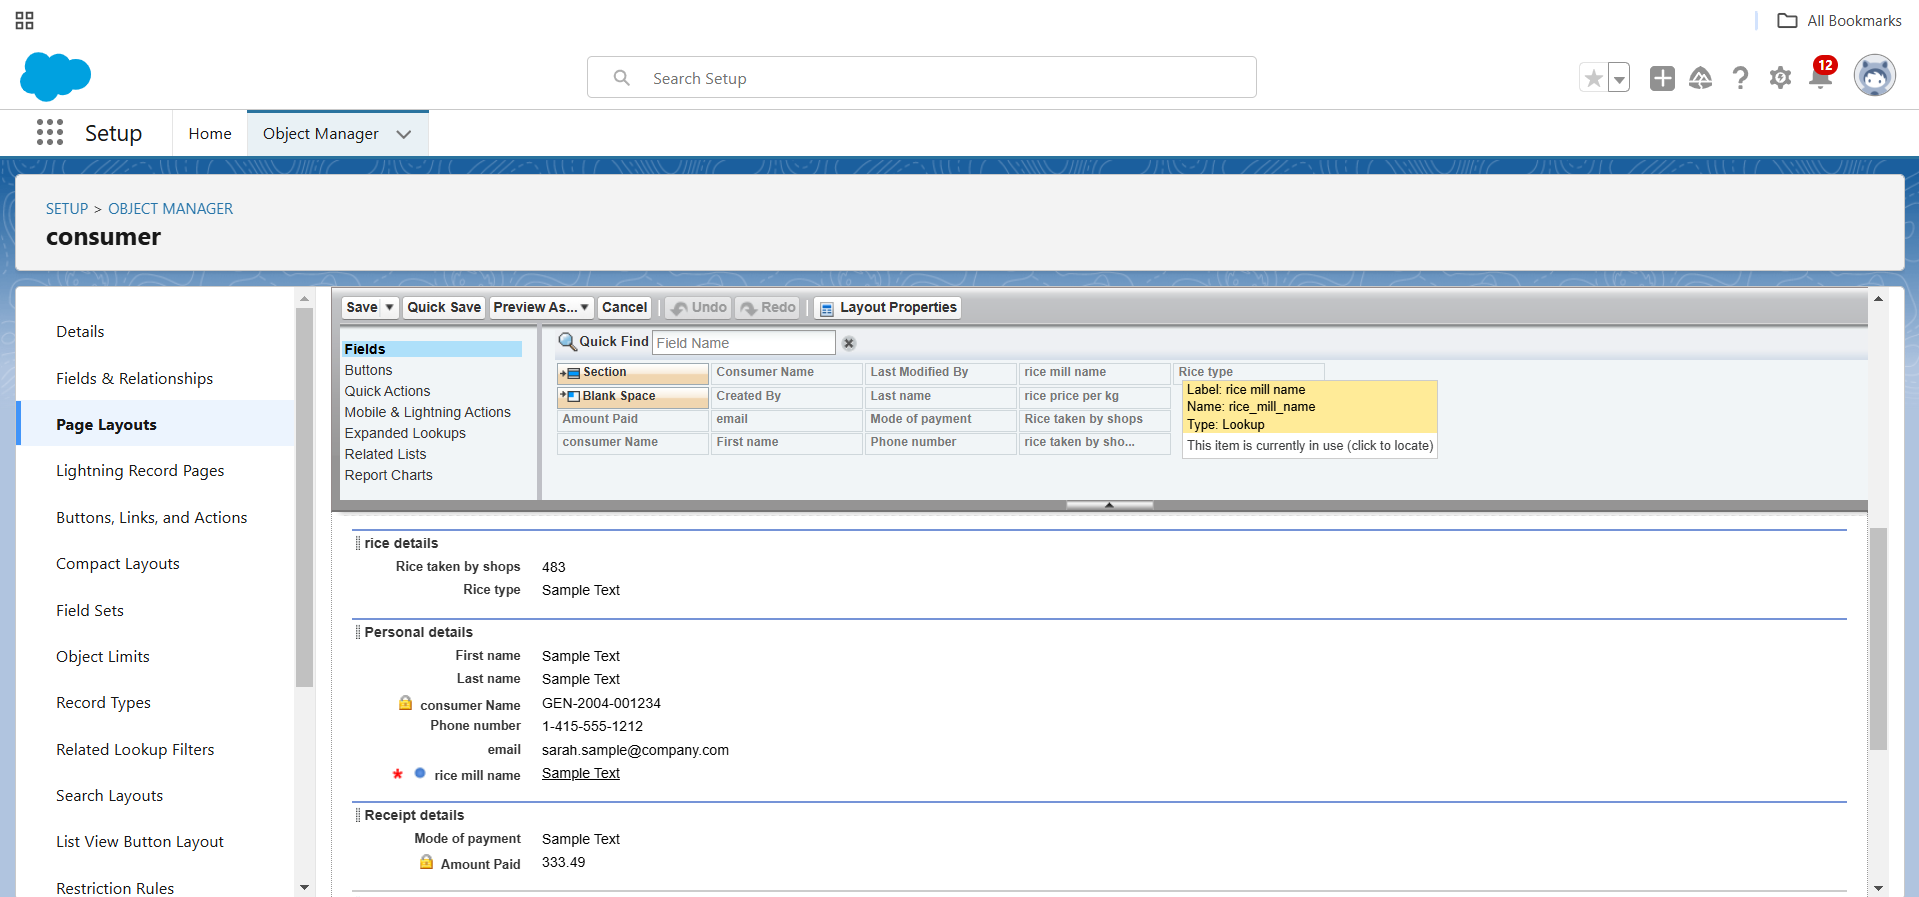 All Bookmarks
Search Setup
12
Setup
Home
Object Manager
SETUP > OBJECT MANAGER
consumer
Details
Fields & Relationships
Page Layouts
Lightning Record Pages
Buttons, Links, and Actions
Compact Layouts
Field Sets
Object Limits
Record Types
Related Lookup Filters
Search Layouts
List View Button Layout
Restriction Rules
Save Quick Save Preview As... Cancel Undo Redo Layout Properties
Fields
Buttons
Quick Actions
Mobile & Lightning Actions
Expanded Lookups
Related Lists
Report Charts
Quick Find Field Name
Section Consumer Name Last Modified By rice mill name Rice type
Blank Space Created By Last name rice price per kg
Amount Paid email Mode of payment Rice taken by shops
consumer Name First name Phone number rice taken by sho...
Label: rice mill name
Name: rice_mill_name
Type: Lookup
This item is currently in use (click to locate)
rice details
Rice taken by shops 483
Rice type Sample Text
Personal details
First name Sample Text
Last name Sample Text
consumer Name GEN-2004-001234
Phone number 1-415-555-1212
email sarah.sample@company.com
* rice mill name Sample Text
Receipt details
Mode of payment Sample Text
Amount Paid 333.49